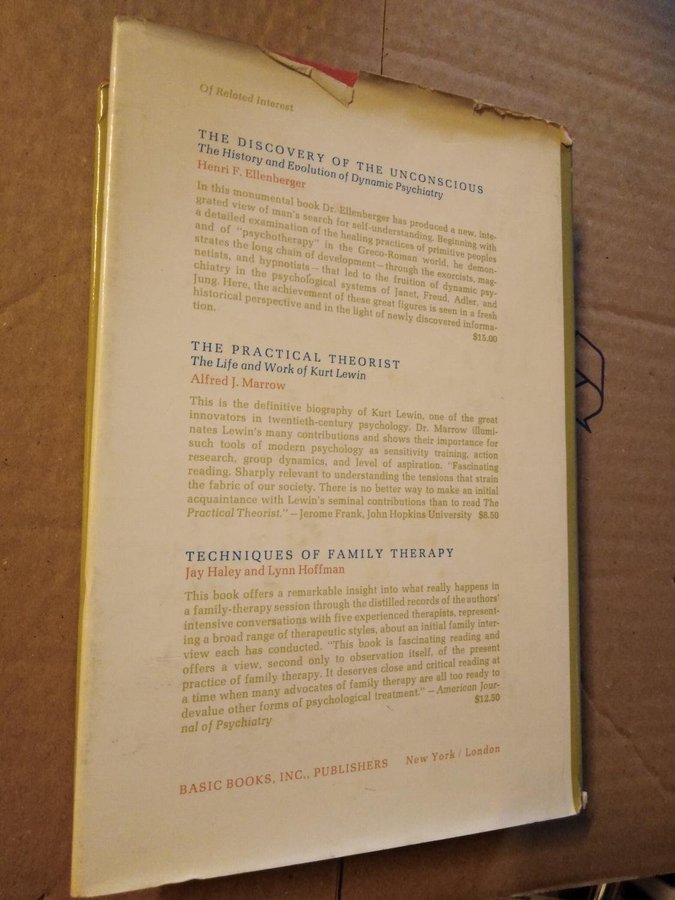 Of Related Interest
THE DISCOVERY OF THE UNCONSCIOUS
The History and Evolution of Dynamic Psychiatry
Henri F. Ellenberger
In this monumental book Dr. Ellenberger has produced a new, inte-
grated view of man's search for self-understanding. Beginning with
a detailed examination of the healing practices of primitive peoples
and of "psychotherapy" in the Greco-Roman world, he demon-
strates the long chain of development—through the exorcists, mag-
netists, and hypnotists—that led to the fruition of dynamic psy-
chiatry in the psychological systems of Janet, Freud, Adler, and
Jung. Here, the achievement of these great figures is seen in a fresh
historical perspective and in the light of newly discovered informa-
tion. $15.00
THE PRACTICAL THEORIST
The Life and Work of Kurt Lewin
Alfred J. Marrow
This is the definitive biography of Kurt Lewin, one of the great
innovators in twentieth-century psychology. Dr. Marrow illumi-
nates Lewin's many contributions and shows their importance for
such tools of modern psychology as sensitivity training, action
research, group dynamics, and level of aspiration. "Fascinating
reading. Sharply relevant to understanding the tensions that strain
the fabric of our society. There is no better way to make an initial
acquaintance with Lewin's seminal contributions than to read The
Practical Theorist."—Jerome Frank, John Hopkins University $8.50
TECHNIQUES OF FAMILY THERAPY
Jay Haley and Lynn Hoffman
This book offers a remarkable insight into what really happens in
a family-therapy session through the distilled records of the authors'
intensive conversations with five experienced therapists, represent-
ing a broad range of therapeutic styles, about an initial family inter-
view each has conducted. "This book is fascinating reading and
offers a view, second only to observation itself, of the present
practice of family therapy. It deserves close and critical reading at
a time when many advocates of family therapy are all too ready to
devalue other forms of psychological treatment."—American Jour-
nal of Psychiatry $12.50
BASIC BOOKS, INC., PUBLISHERS New York / London